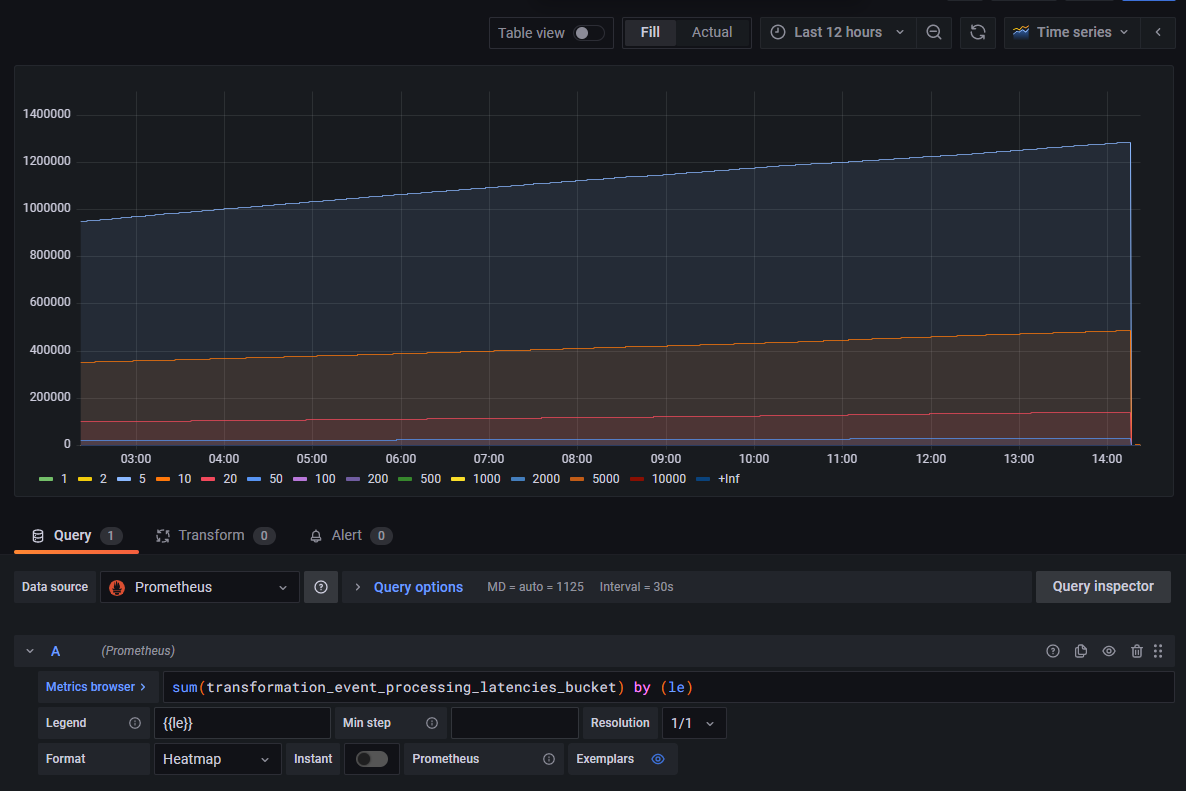 Table view Fill Actual Last 12 hours Time series
1400000
1200000
1000000
800000
600000
400000
200000
0
03:00 04:00 05:00 06:00 07:00 08:00 09:00 10:00 11:00 12:00 13:00 14:00
1 2 5 10 20 50 100 200 500 1000 2000 5000 10000 +Inf
Query 1 Transform 0 Alert 0
Data source Prometheus Query options MD = auto = 1125 Interval = 30s Query inspector
A (Prometheus)
Metrics browser > sum(transformation_event_processing_latencies_bucket) by (le)
Legend {{le}} Min step Resolution 1/1
Format Heatmap Instant Prometheus Exemplars